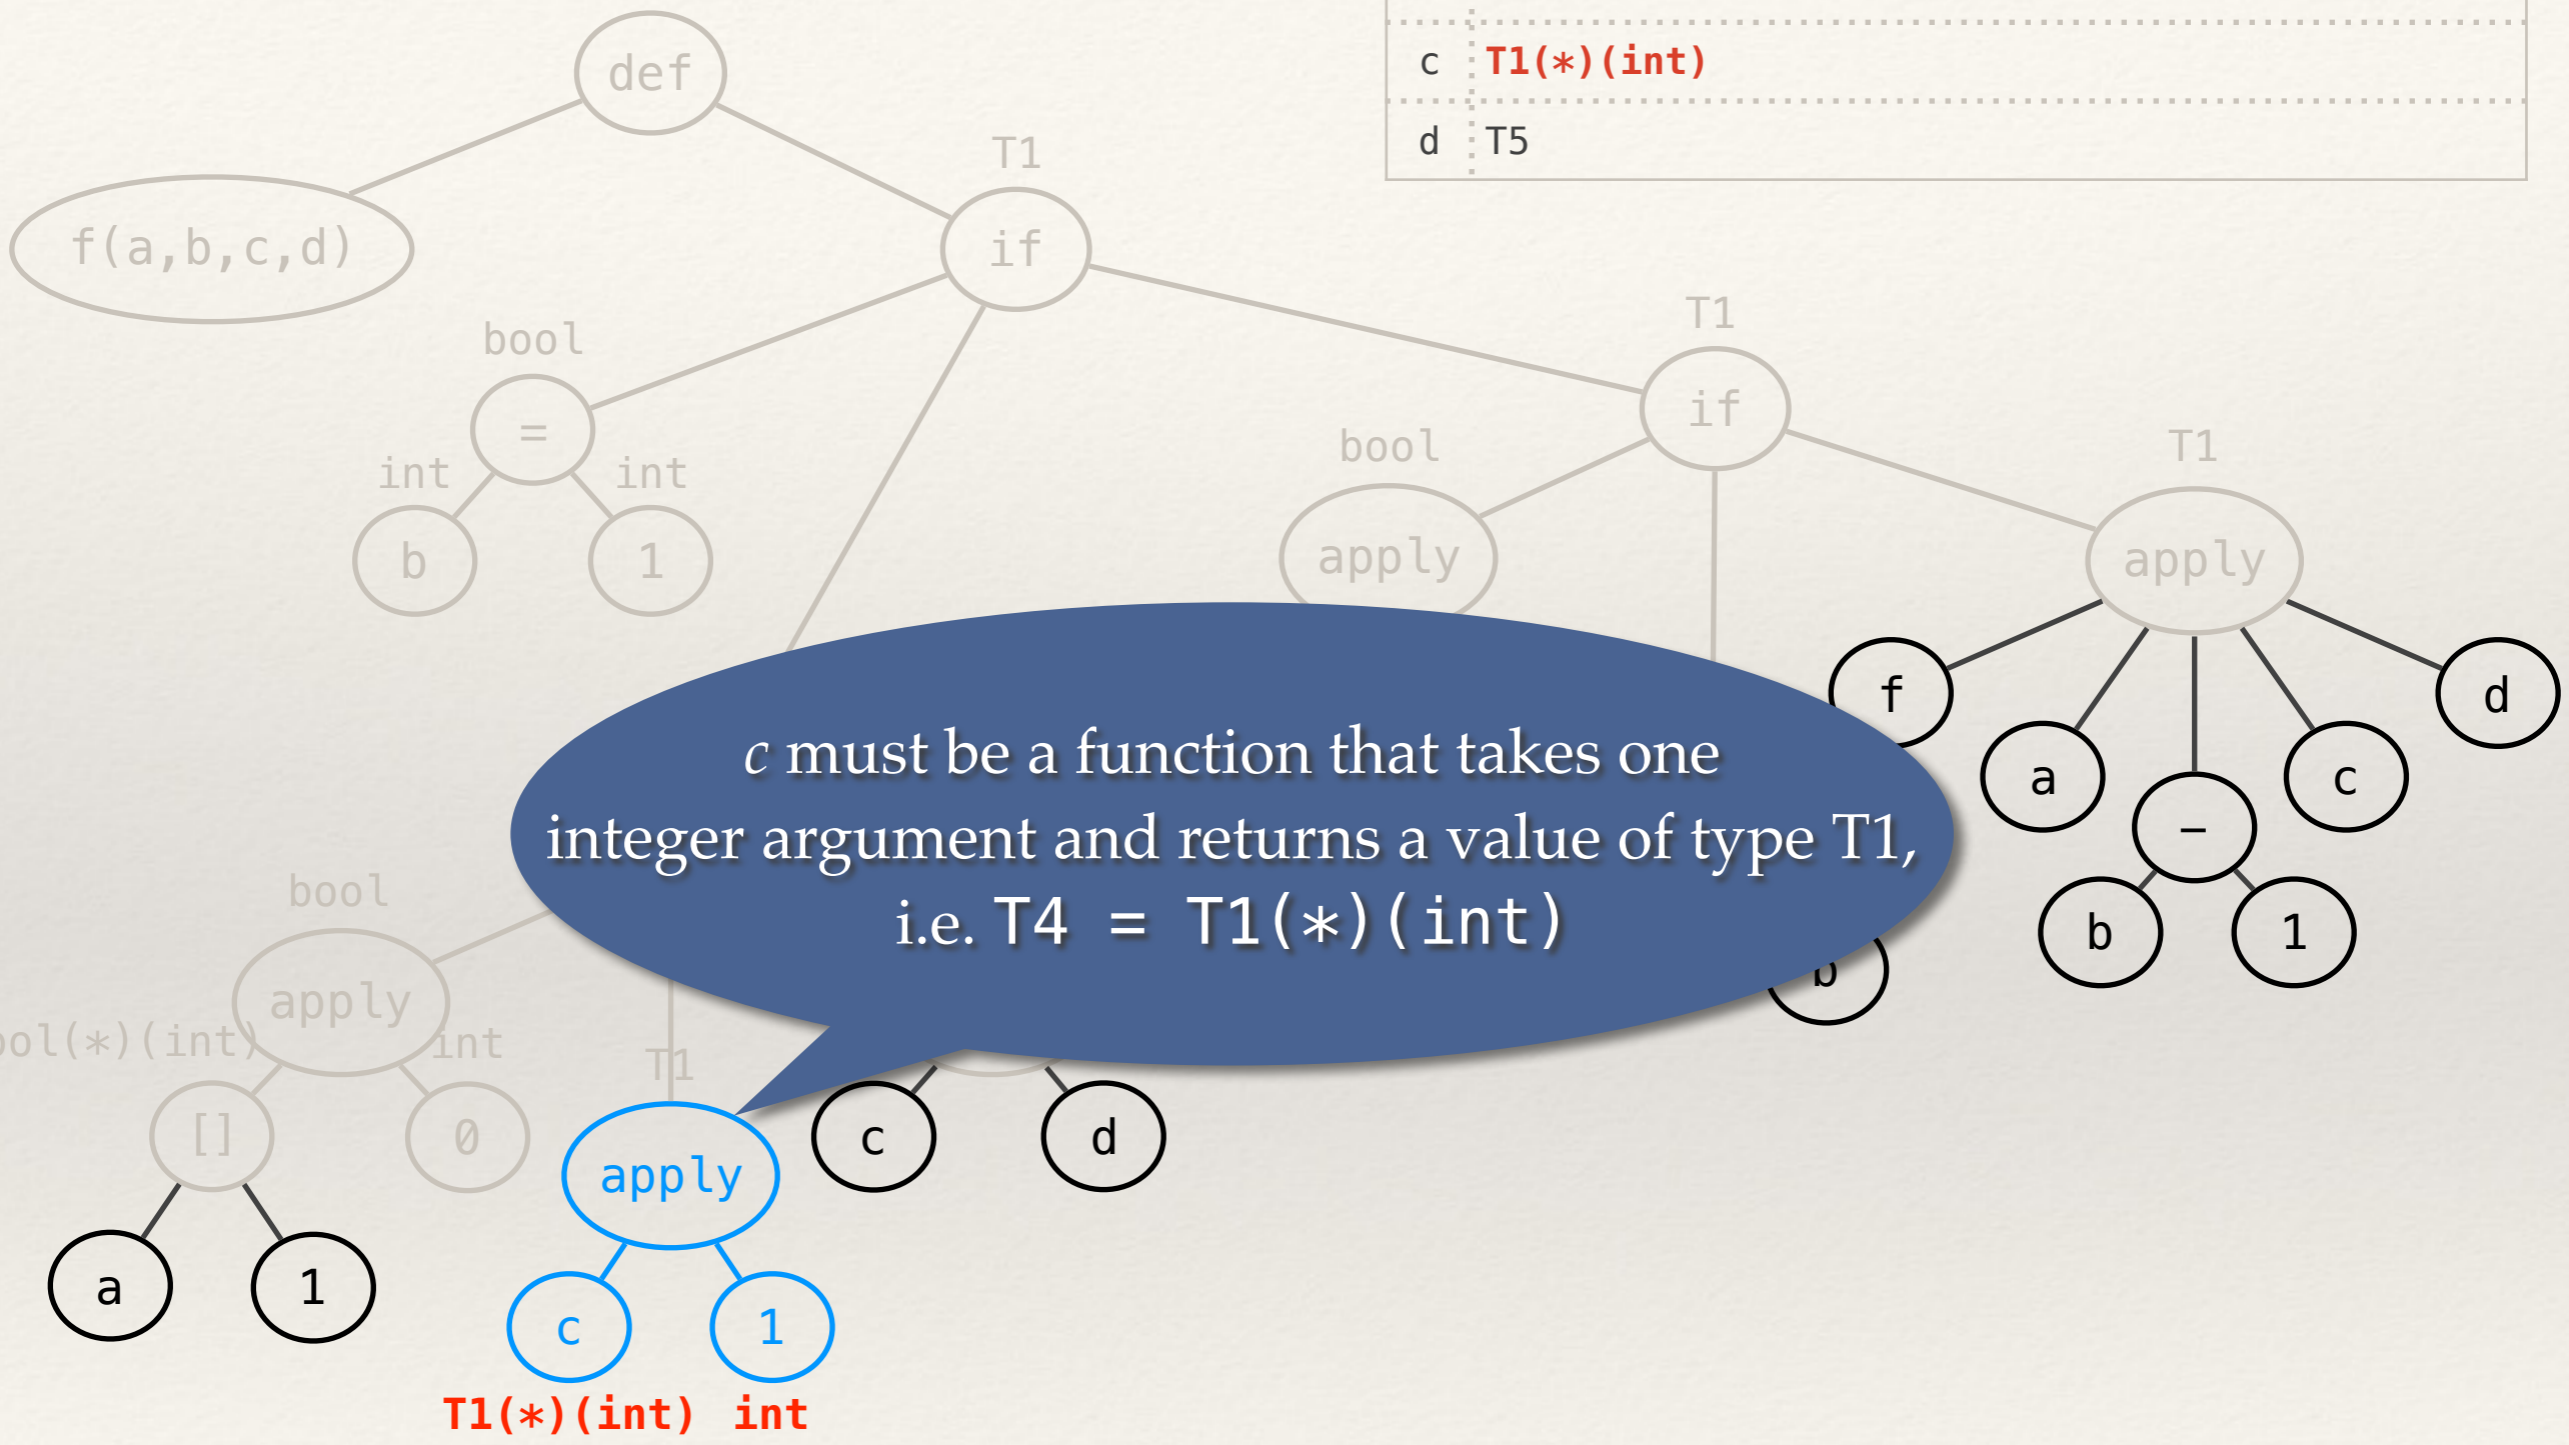 def
c T1(*)(int)
d T5
T1
f(a,b,c,d)
if
T1
bool
if
=
int
int
bool
T1
b
1
apply
apply
f
d
a
c
−
b
1
b
c must be a function that takes one
integer argument and returns a value of type T1,
i.e. T4 = T1(*)(int)
bool
apply
ol(*)(int)
int
T1
[]
0
apply
c
d
a
1
c
1
T1(*)(int) int